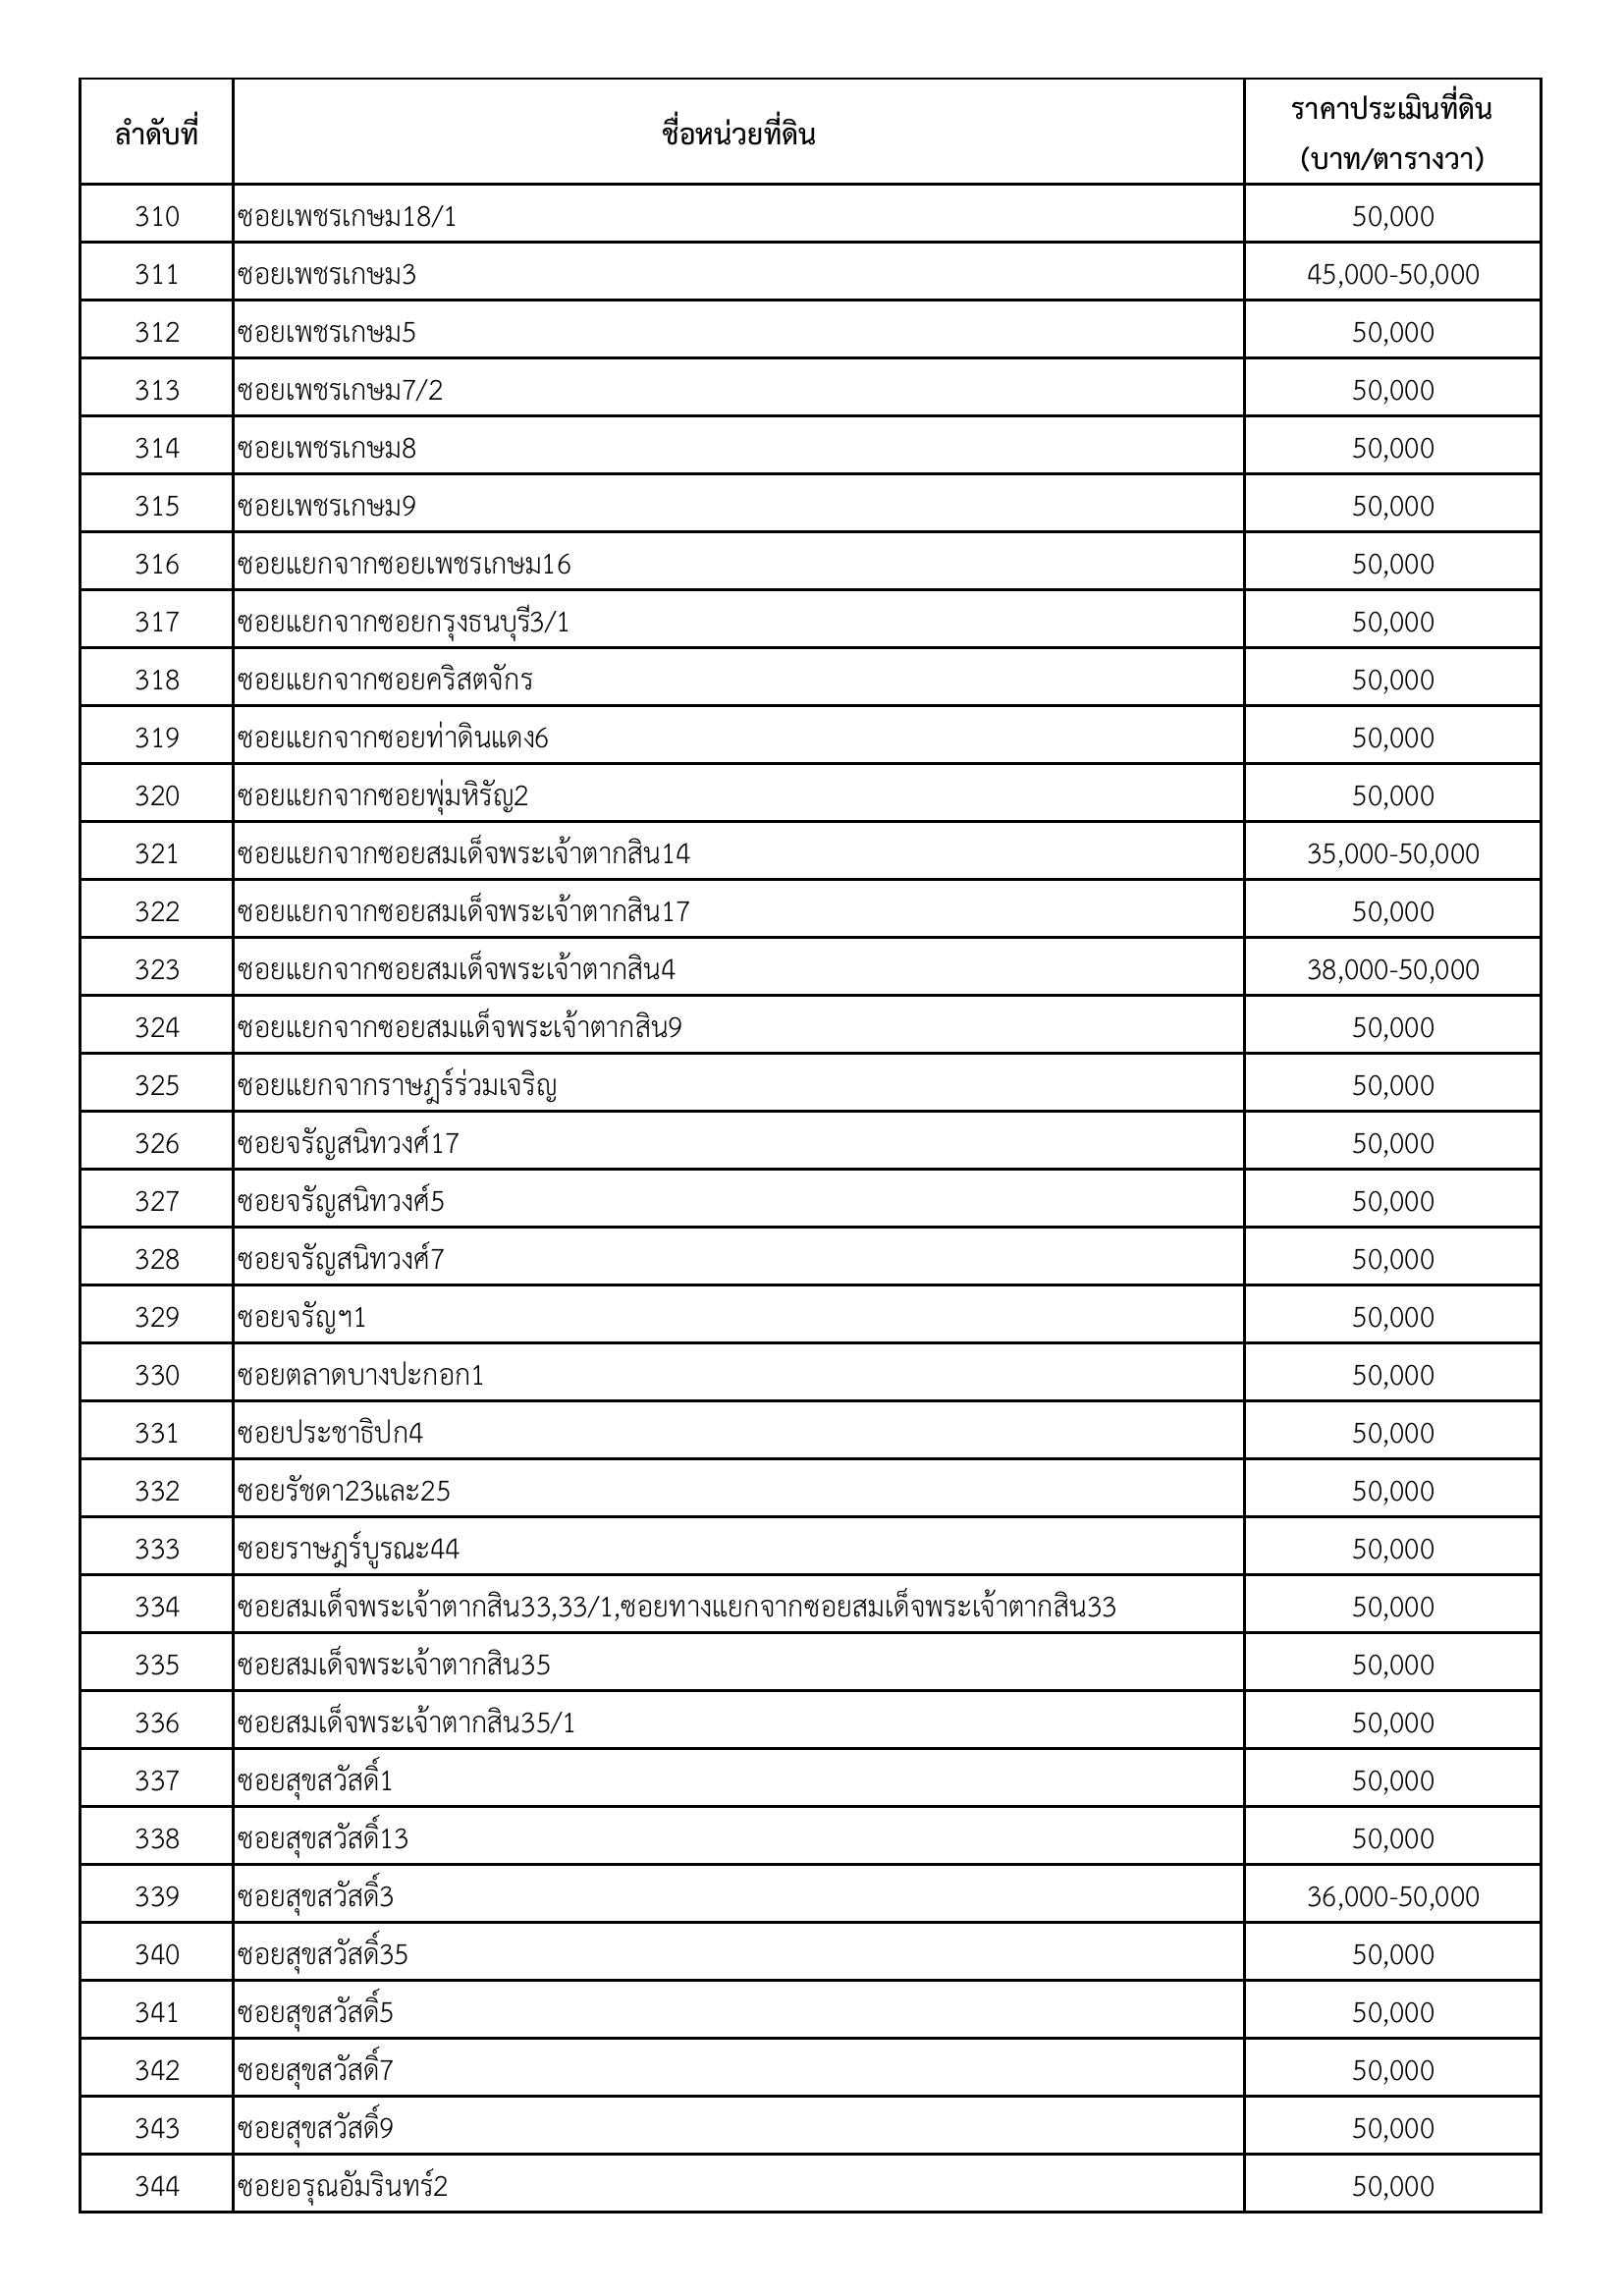 ลำดับที่ ชื่อหน่วยที่ดิน ราคาประเมินที่ดิน
(บาท/ตารางวา)
310 ซอยเพชรเกษม18/1 50,000
311 ซอยเพชรเกษม3 45,000-50,000
312 ซอยเพชรเกษม5 50,000
313 ซอยเพชรเกษม7/2 50,000
314 ซอยเพชรเกษม8 50,000
315 ซอยเพชรเกษม9 50,000
316 ซอยแยกจากซอยเพชรเกษม16 50,000
317 ซอยแยกจากซอยกรุงธนบุรี3/1 50,000
318 ซอยแยกจากซอยคริสตจักร 50,000
319 ซอยแยกจากซอยท่าดินแดง6 50,000
320 ซอยแยกจากซอยพุ่มหิรัญ2 50,000
321 ซอยแยกจากซอยสมเด็จพระเจ้าตากสิน14 35,000-50,000
322 ซอยแยกจากซอยสมเด็จพระเจ้าตากสิน17 50,000
323 ซอยแยกจากซอยสมเด็จพระเจ้าตากสิน4 38,000-50,000
324 ซอยแยกจากซอยสมแด็จพระเจ้าตากสิน9 50,000
325 ซอยแยกจากราษฎร์ร่วมเจริญ 50,000
326 ซอยจรัญสนิทวงศ์17 50,000
327 ซอยจรัญสนิทวงศ์5 50,000
328 ซอยจรัญสนิทวงศ์7 50,000
329 ซอยจรัญฯ1 50,000
330 ซอยตลาดบางปะกอก1 50,000
331 ซอยประชาธิปก4 50,000
332 ซอยรัชดา23และ25 50,000
333 ซอยราษฎร์บูรณะ44 50,000
334 ซอยสมเด็จพระเจ้าตากสิน33,33/1,ซอยทางแยกจากซอยสมเด็จพระเจ้าตากสิน33 50,000
335 ซอยสมเด็จพระเจ้าตากสิน35 50,000
336 ซอยสมเด็จพระเจ้าตากสิน35/1 50,000
337 ซอยสุขสวัสดิ์1 50,000
338 ซอยสุขสวัสดิ์13 50,000
339 ซอยสุขสวัสดิ์3 36,000-50,000
340 ซอยสุขสวัสดิ์35 50,000
341 ซอยสุขสวัสดิ์5 50,000
342 ซอยสุขสวัสดิ์7 50,000
343 ซอยสุขสวัสดิ์9 50,000
344 ซอยอรุณอัมรินทร์2 50,000